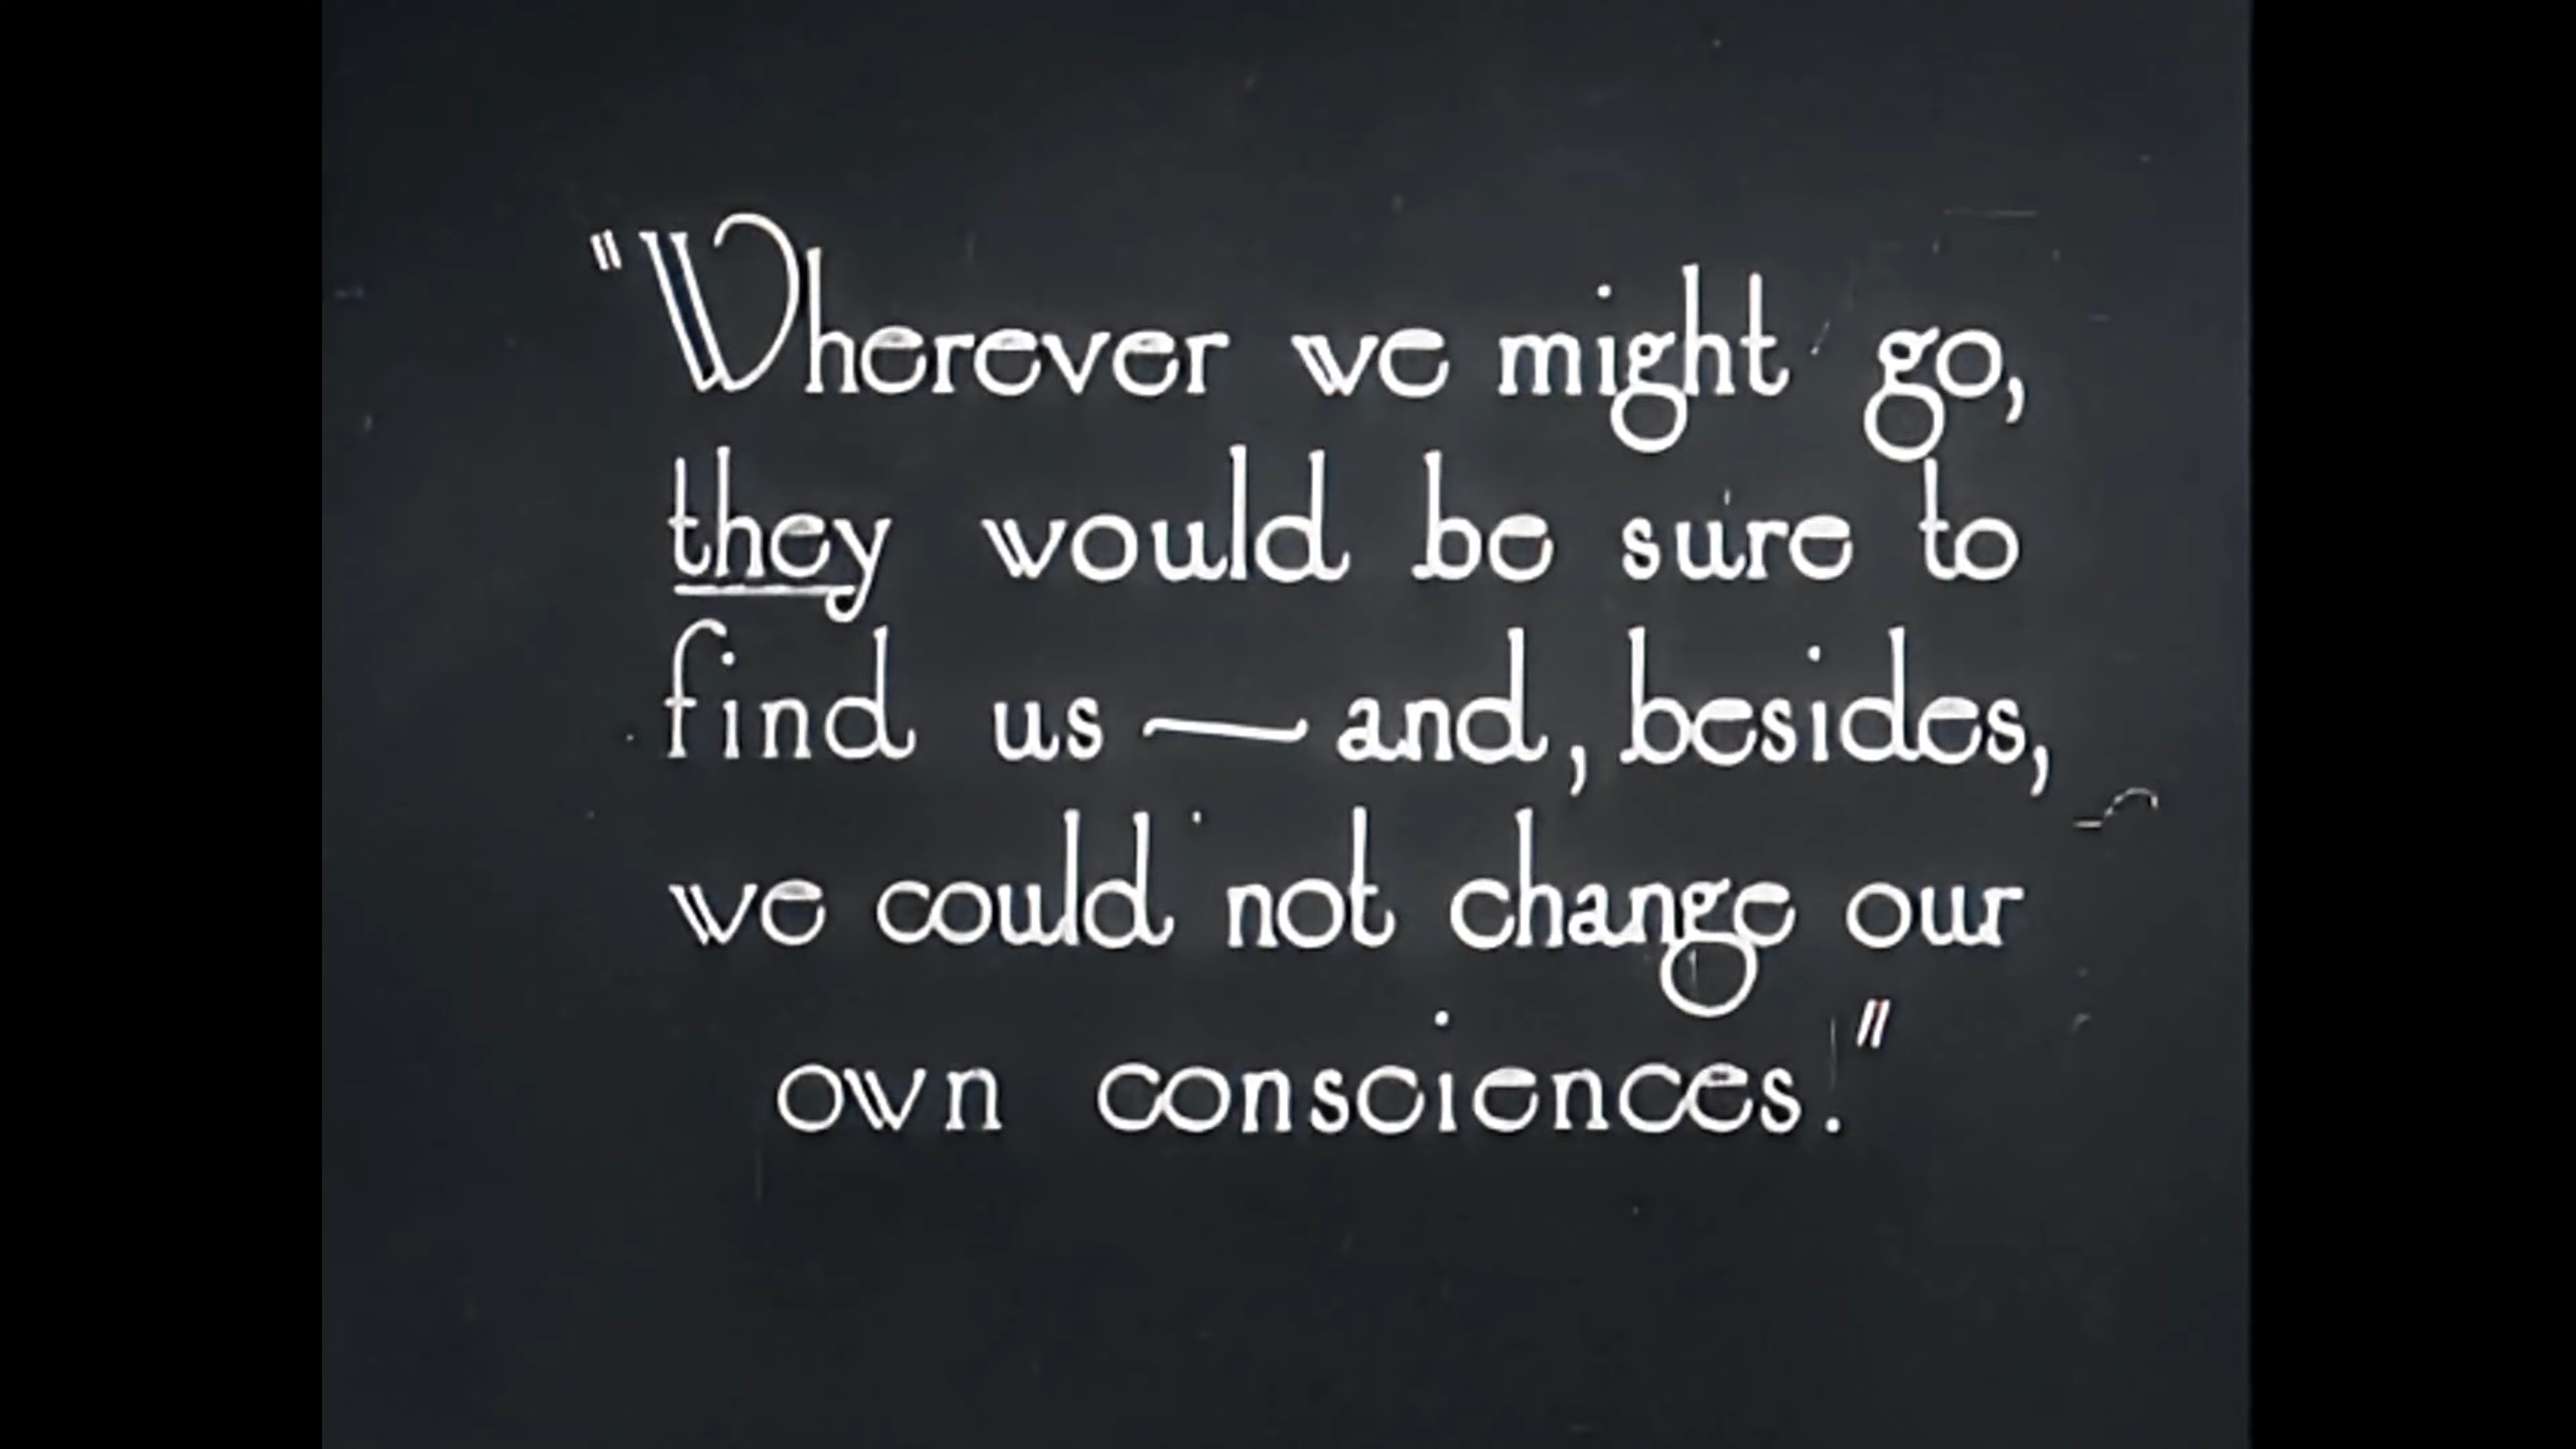 "Wherever we might go,
they would be sure to
find us — and, besides,
we could not change our
own consciences."